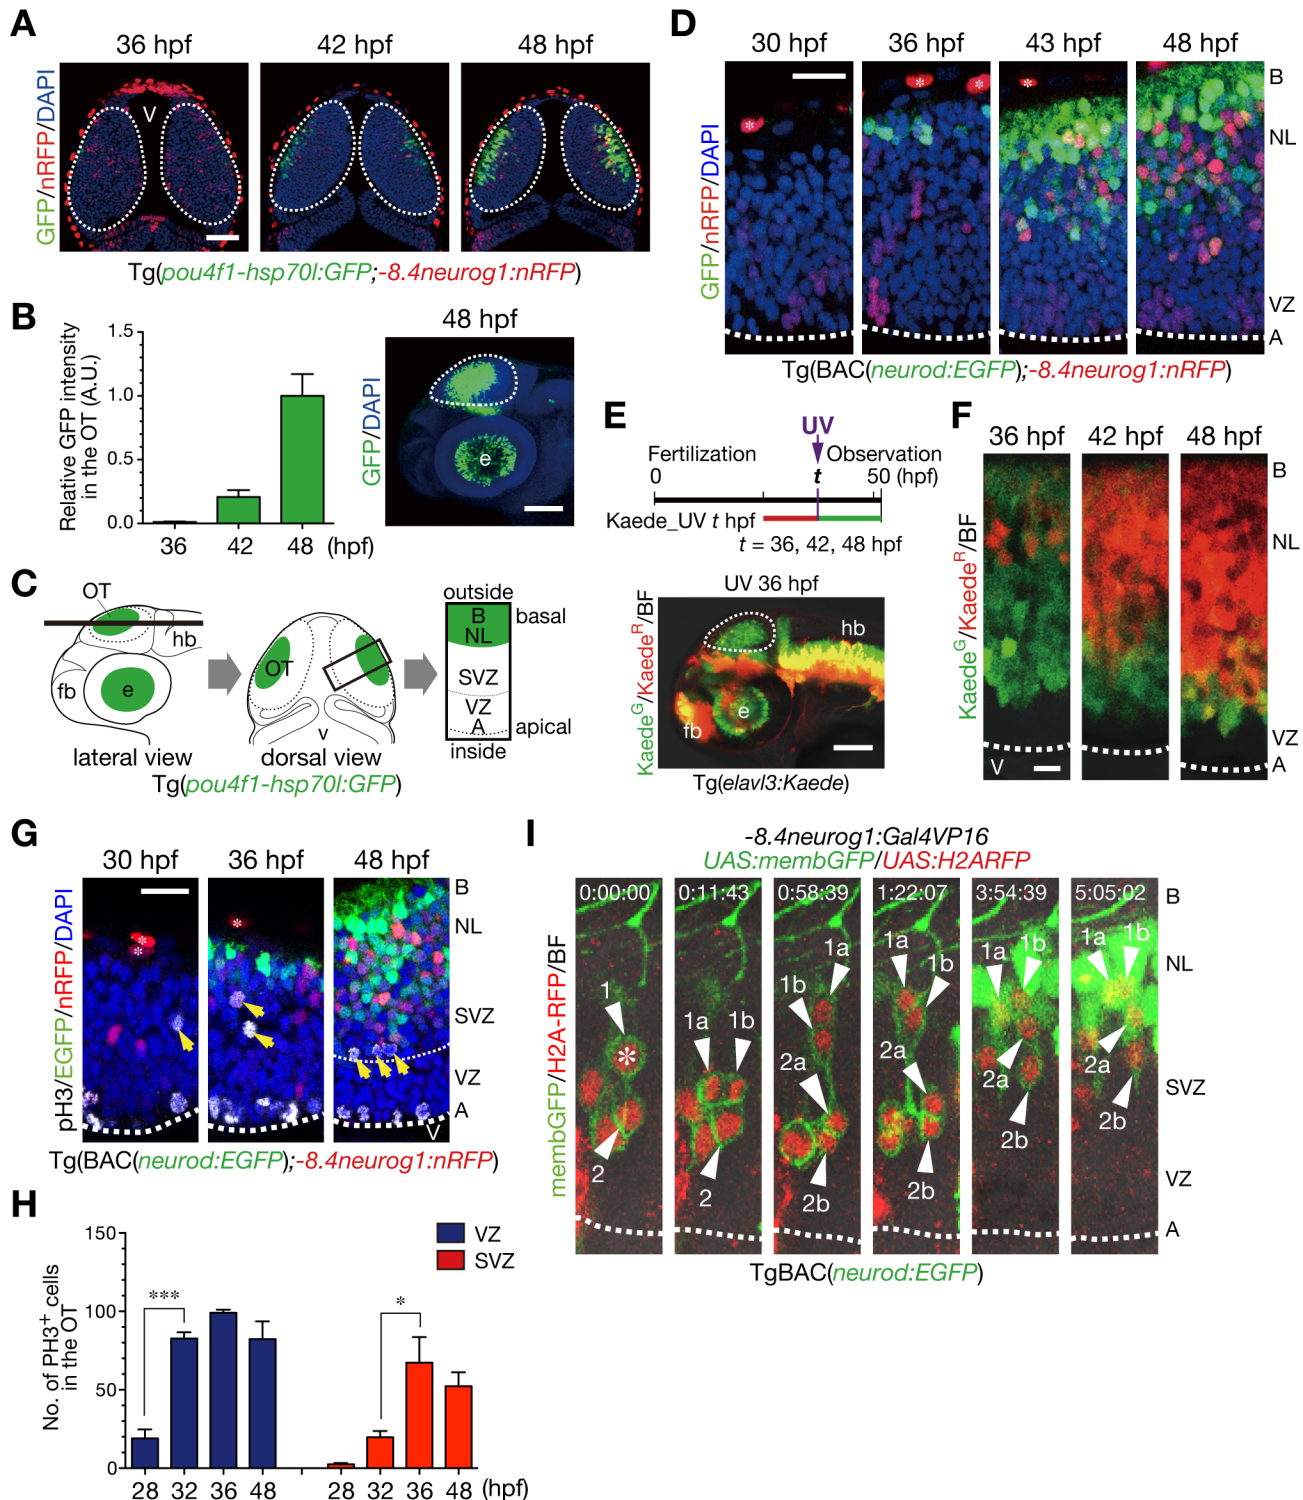 A
36 hpf
42 hpf
48 hpf
GFP/nRFP/DAPI
V
Tg(pou4f1-hsp70l:GFP;-8.4neurog1:nRFP)
B
Relative GFP intensity
in the OT (A.U.)
1.5
1.0
0.5
0.0
36
42
48
(hpf)
48 hpf
GFP/DAPI
e
C
OT
hb
fb
e
lateral view
OT
v
dorsal view
outside
B
NL
SVZ
VZ
A
inside
basal
apical
Tg(pou4f1-hsp70l:GFP)
D
30 hpf
36 hpf
43 hpf
48 hpf
GFP/nRFP/DAPI
*
*
*
*
B
NL
VZ
A
Tg(BAC(neurod:EGFP);-8.4neurog1:nRFP)
E
UV
Fertilization
Observation
0
t
50 (hpf)
Kaede_UV t hpf
t = 36, 42, 48 hpf
UV 36 hpf
KaedeG/KaedeR/BF
hb
fb
e
Tg(elavl3:Kaede)
F
36 hpf
42 hpf
48 hpf
KaedeG/KaedeR/BF
B
NL
VZ
A
V
G
30 hpf
36 hpf
48 hpf
pH3/EGFP/nRFP/DAPI
*
*
*
B
NL
SVZ
VZ
A
V
Tg(BAC(neurod:EGFP);-8.4neurog1:nRFP)
H
No. of PH3+ cells
in the OT
150
100
50
0
***
*
VZ
SVZ
28
32
36
48
28
32
36
48
(hpf)
I
-8.4neurog1:Gal4VP16
UAS:membGFP/UAS:H2ARFP
membGFP/H2A-RFP/BF
0:00:00
0:11:43
0:58:39
1:22:07
3:54:39
5:05:02
1
*
2
1a
1b
2
1a
1b
2a
2b
1a
1b
2a
2b
1a
1b
2a
2b
1a
1b
2a
2b
B
NL
SVZ
VZ
A
TgBAC(neurod:EGFP)